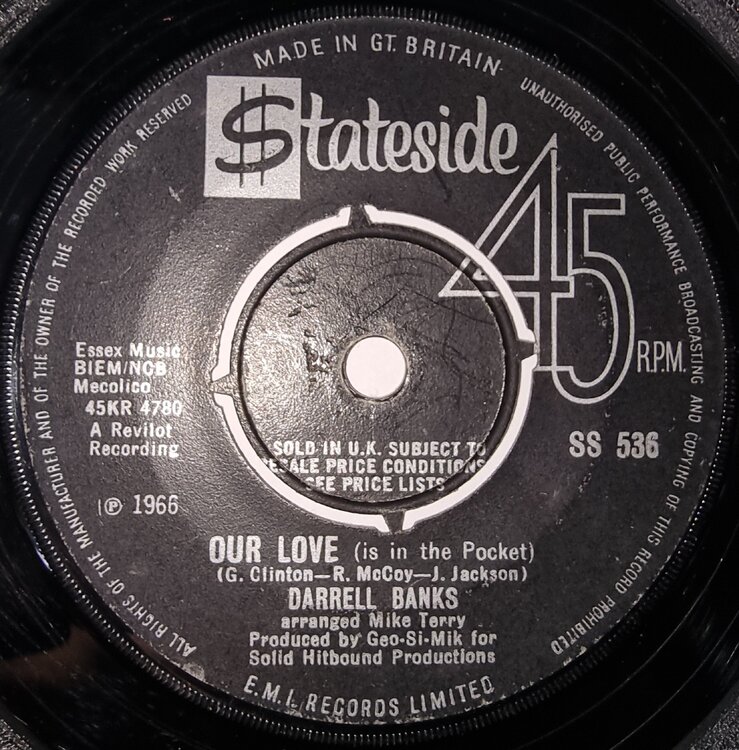 MADE IN GT. BRITAIN
UNAUTHORISED PUBLIC PERFORMANCE BROADCASTING AND COPYING OF THIS RECORD PROHIBITED
ALL RIGHTS OF THE MANUFACTURER AND OF THE OWNER OF THE RECORDED WORK RESERVED
$tateside
45
R.P.M.
Essex Music
BIEM/NCB
Mecolico
45KR 4780
A Revilot
Recording
℗ 1966
SS 536
SOLD IN U.K. SUBJECT TO
RESALE PRICE CONDITIONS
SEE PRICE LISTS
OUR LOVE (is in the Pocket)
(G. Clinton—R. McCoy—J. Jackson)
DARRELL BANKS
arranged Mike Terry
Produced by Geo-Si-Mik for
Solid Hitbound Productions
E.M.I. RECORDS LIMITED